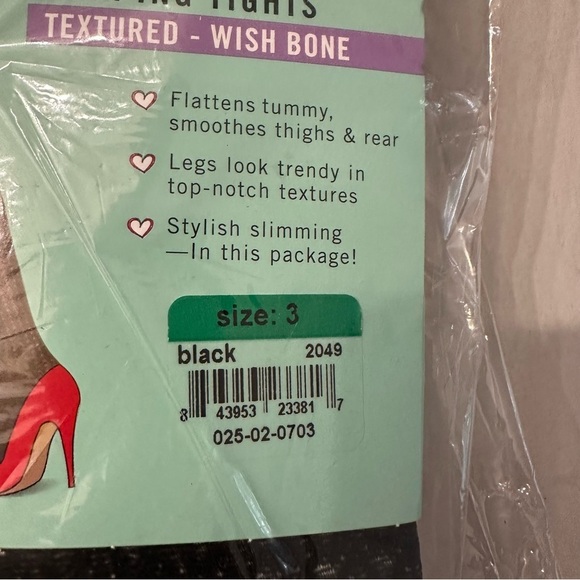 TIGHTS
TEXTURED - WISH BONE
Flattens tummy,
smoothes thighs & rear
Legs look trendy in
top-notch textures
Stylish slimming
—In this package!
size: 3
black 2049
8 43953 23381 7
025-02-0703